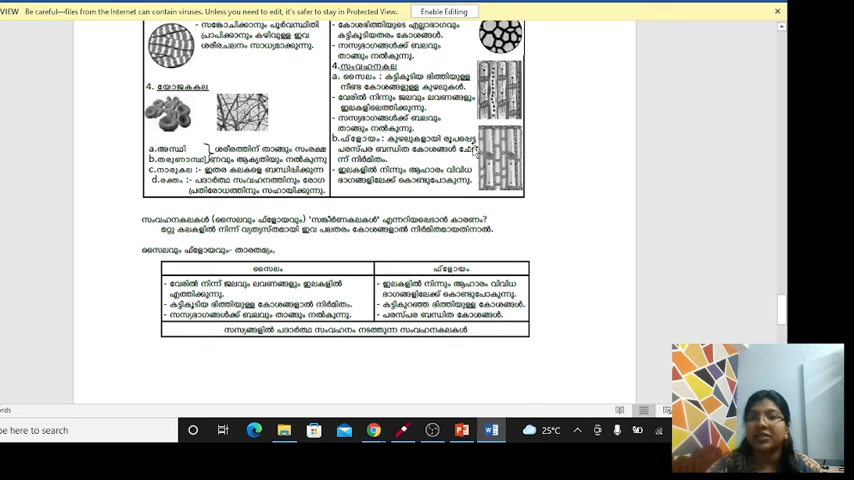 VIEW Be careful—files from the Internet can contain viruses. Unless you need to edit, it's safer to stay in Protected View. Enable Editing
- സങ്കോചിക്കാനും പൂർവസ്ഥിതി
പ്രാപിക്കാനും കഴിവുള്ള ഇവ
ശരീരചലനം സാധ്യമാക്കുന്നു.
4. യോജകകല
a.അസ്ഥി ശരീരത്തിന് താങ്ങും സംരക്ഷ
b.തരുണാസ്ഥി ണവും ആകൃതിയും നൽകുന്നു
c.നാരുകല :- ഇതര കലകളെ ബന്ധിപ്പിക്കുന്ന
d.രക്തം :- പദാർത്ഥ സംവഹനത്തിനും രോഗ
പ്രതിരോധത്തിനും സഹായിക്കുന്നു.
- കോശഭിത്തിയുടെ എല്ലാഭാഗവും
കട്ടികൂടിയതരം കോശങ്ങൾ.
- സസ്യഭാഗങ്ങൾക്ക് ബലവും
താങ്ങും നൽകുന്നു.
4.സംവഹനകല
a. സൈലം : കട്ടികൂടിയ ഭിത്തിയുള്ള
നീണ്ട കോശങ്ങളുള്ള കുഴലുകൾ.
- വേരിൽ നിന്നും ജലവും ലവണങ്ങളും
ഇലകളിലെത്തിക്കുന്നു.
- സസ്യഭാഗങ്ങൾക്ക് ബലവും
താങ്ങും നൽകുന്നു.
b.ഫ്ളോയം : കുഴലുകളായി രൂപപ്പെട്ട
പരസ്പര ബന്ധിത കോശങ്ങൾ ചേർ
ന്ന് നിർമിതം.
- ഇലകളിൽ നിന്നും ആഹാരം വിവിധ
ഭാഗങ്ങളിലേക്ക് കൊണ്ടുപോകുന്നു.
സംവഹനകലകൾ (സൈലവും ഫ്ളോയവും) 'സങ്കീർണകലകൾ' എന്നറിയപ്പെടാൻ കാരണം?
മറ്റു കലകളിൽ നിന്ന് വ്യത്യസ്തമായി ഇവ പലതരം കോശങ്ങളാൽ നിർമിതമായതിനാൽ.
സൈലവും ഫ്ളോയവും- താരതമ്യം.
സൈലം ഫ്ളോയം
- വേരിൽ നിന്ന് ജലവും ലവണങ്ങളും ഇലകളിൽ
എത്തിക്കുന്നു.
- കട്ടികൂടിയ ഭിത്തിയുള്ള കോശങ്ങളാൽ നിർമിതം.
- സസ്യഭാഗങ്ങൾക്ക് ബലവും താങ്ങും നൽകുന്നു.
- ഇലകളിൽ നിന്നും ആഹാരം വിവിധ
ഭാഗങ്ങളിലേക്ക് കൊണ്ടുപോകുന്നു.
- കട്ടികുറഞ്ഞ ഭിത്തിയുള്ള കോശങ്ങൾ.
- പരസ്പര ബന്ധിത കോശങ്ങൾ.
സസ്യങ്ങളിൽ പദാർത്ഥ സംവഹനം നടത്തുന്ന സംവഹനകലകൾ
ords
pe here to search 25°C